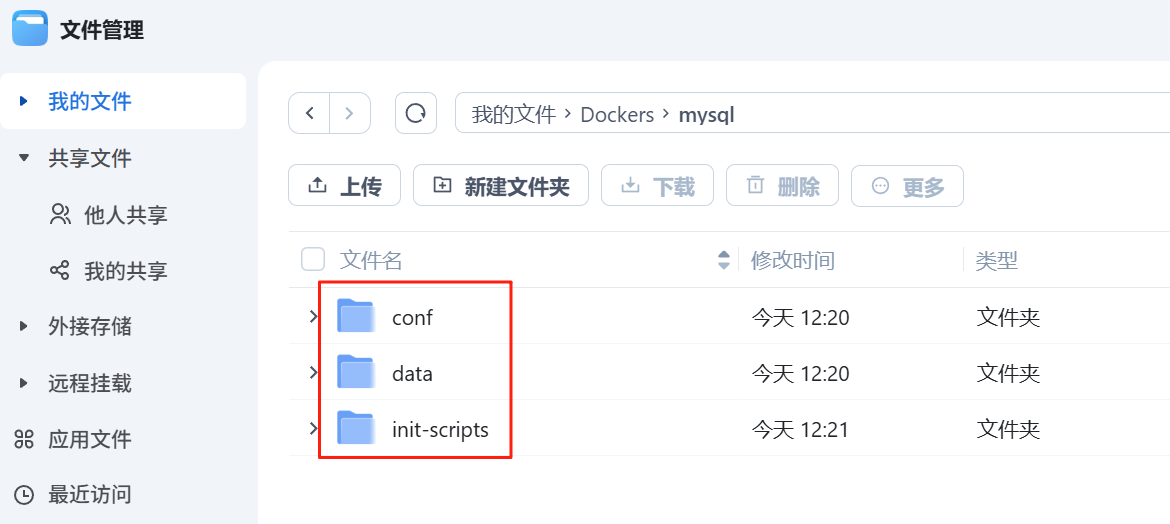 文件管理
我的文件
共享文件
他人共享
我的共享
外接存储
远程挂载
应用文件
最近访问
我的文件 > Dockers > mysql
上传 新建文件夹 下载 删除 更多
文件名 修改时间 类型
conf 今天 12:20 文件夹
data 今天 12:20 文件夹
init-scripts 今天 12:21 文件夹